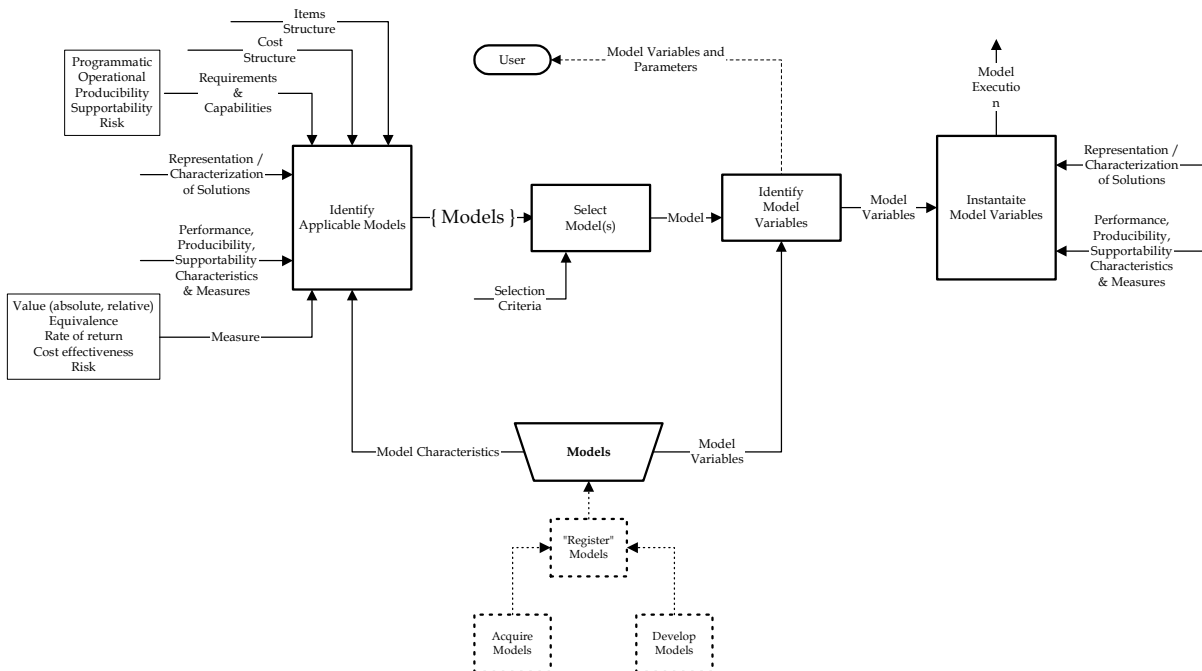 Items
Structure
Cost
Structure
Programmatic
Operational
Producibility
Supportability
Risk
Requirements
&
Capabilities
User
Model Variables and
Parameters
Model
Executio
n
Representation /
Characterization
of Solutions
Identify
Applicable Models
{ Models }
Select
Model(s)
Model
Identify
Model
Variables
Model
Variables
Instantaite
Model Variables
Representation /
Characterization
of Solutions
Performance,
Producibility,
Supportability
Characteristics
& Measures
Performance,
Producibility,
Supportability
Characteristics
& Measures
Selection
Criteria
Value (absolute, relative)
Equivalence
Rate of return
Cost effectiveness
Risk
Measure
Model Characteristics
Models
Model
Variables
"Register"
Models
Acquire
Models
Develop
Models